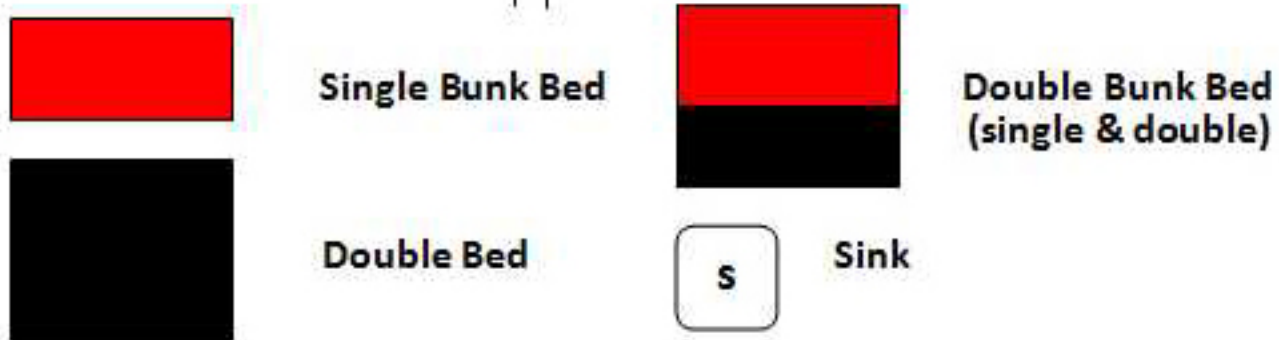 Single Bunk Bed
Double Bunk Bed
(single & double)
Double Bed
S
Sink